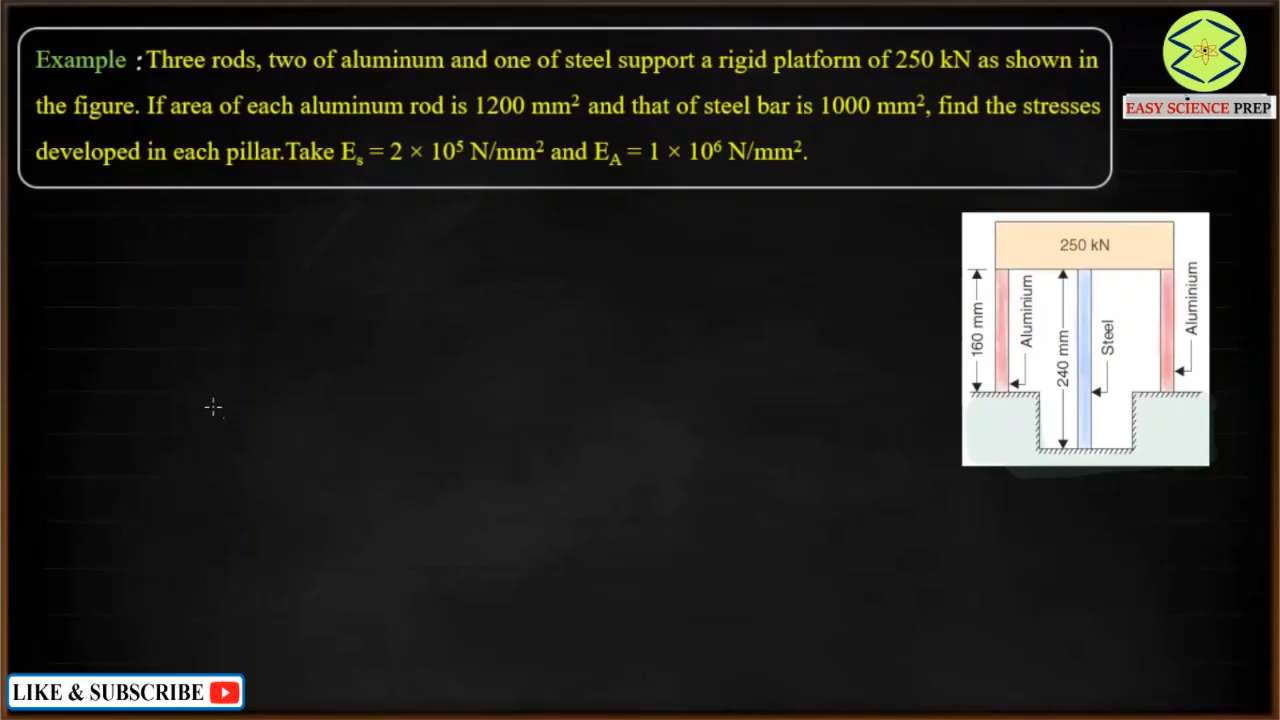 Example : Three rods, two of aluminum and one of steel support a rigid platform of 250 kN as shown in
the figure. If area of each aluminum rod is 1200 mm² and that of steel bar is 1000 mm², find the stresses
developed in each pillar.Take Eₛ = 2 × 10⁵ N/mm² and E_A = 1 × 10⁶ N/mm².
EASY SCIENCE PREP
250 kN
160 mm
Aluminium
240 mm
Steel
Aluminium
LIKE & SUBSCRIBE